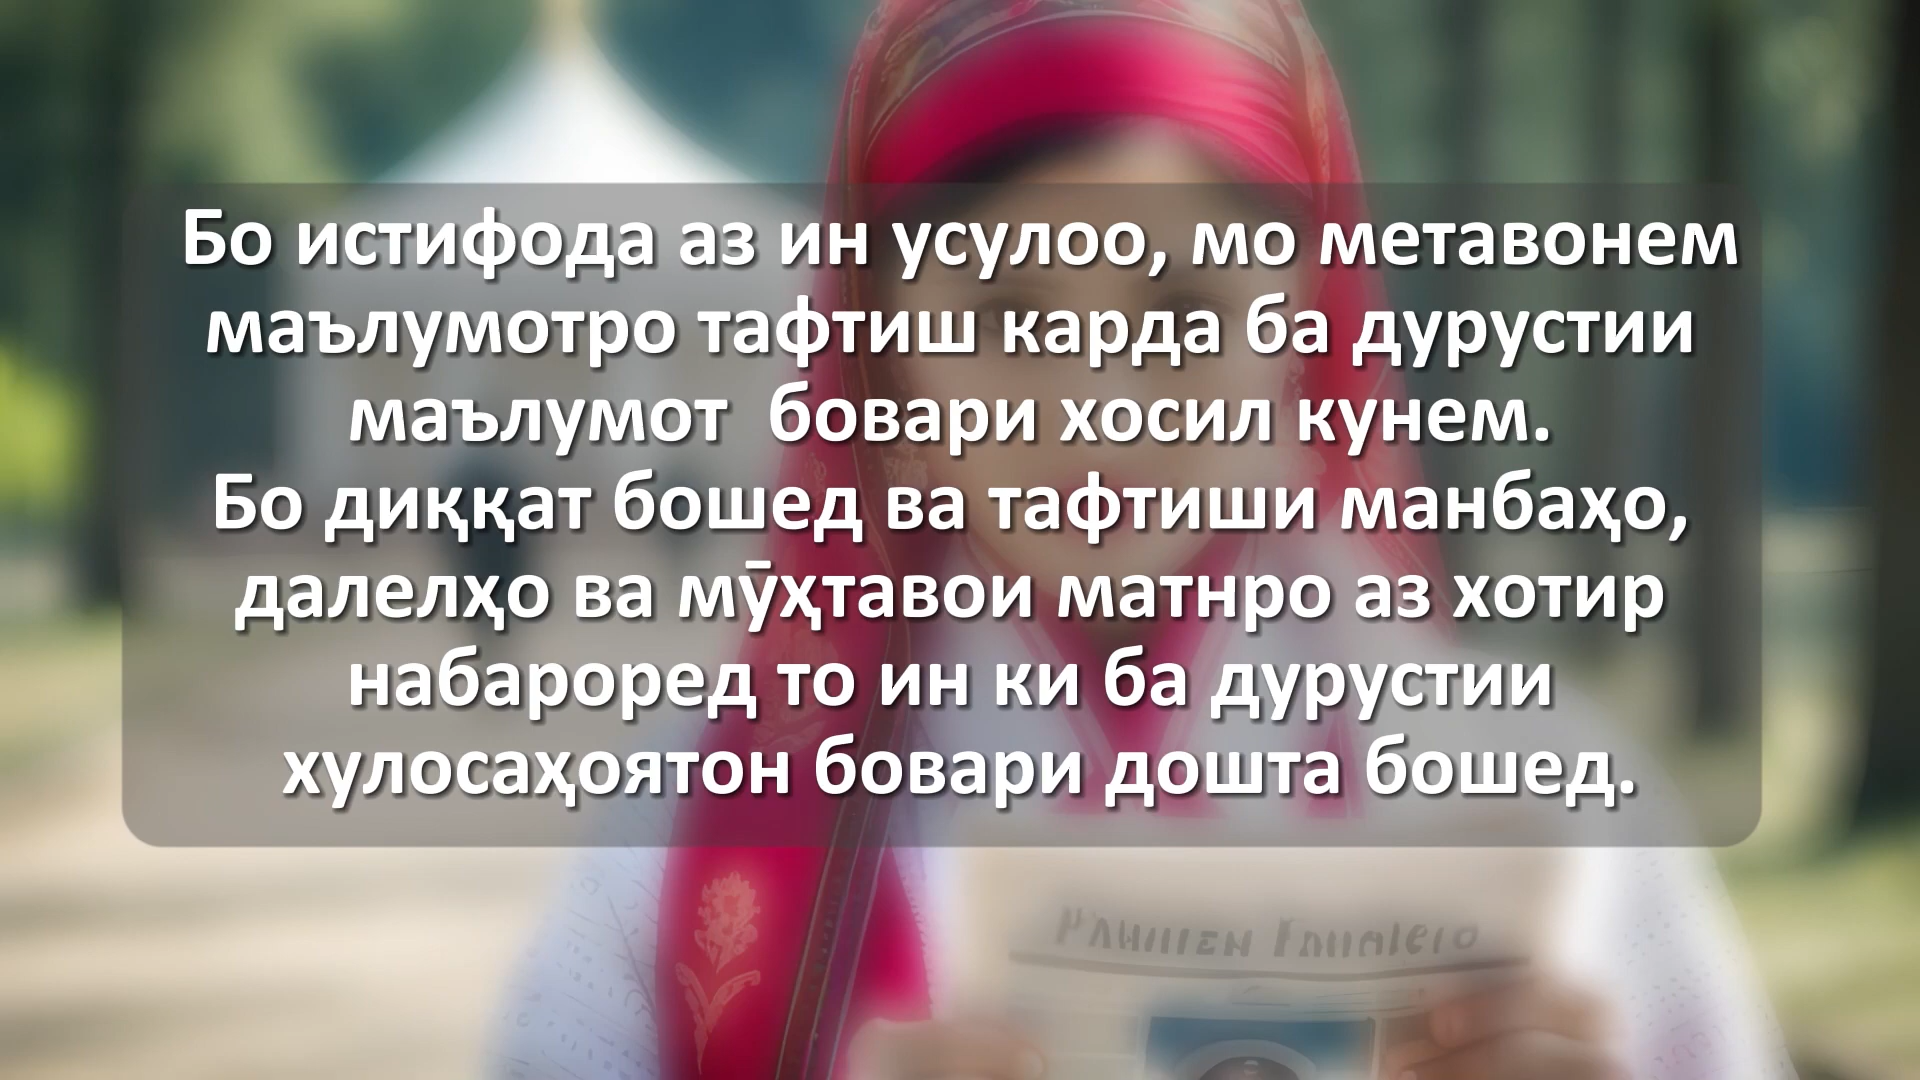 Бо истифода аз ин усулоо, мо метавонем
маълумотро тафтиш карда ба дурустии
маълумот бовари хосил кунем.
Бо диққат бошед ва тафтиши манбаҳо,
далелҳо ва мӯҳтавои матнро аз хотир
набароред то ин ки ба дурустии
хулосаҳоятон бовари дошта бошед.